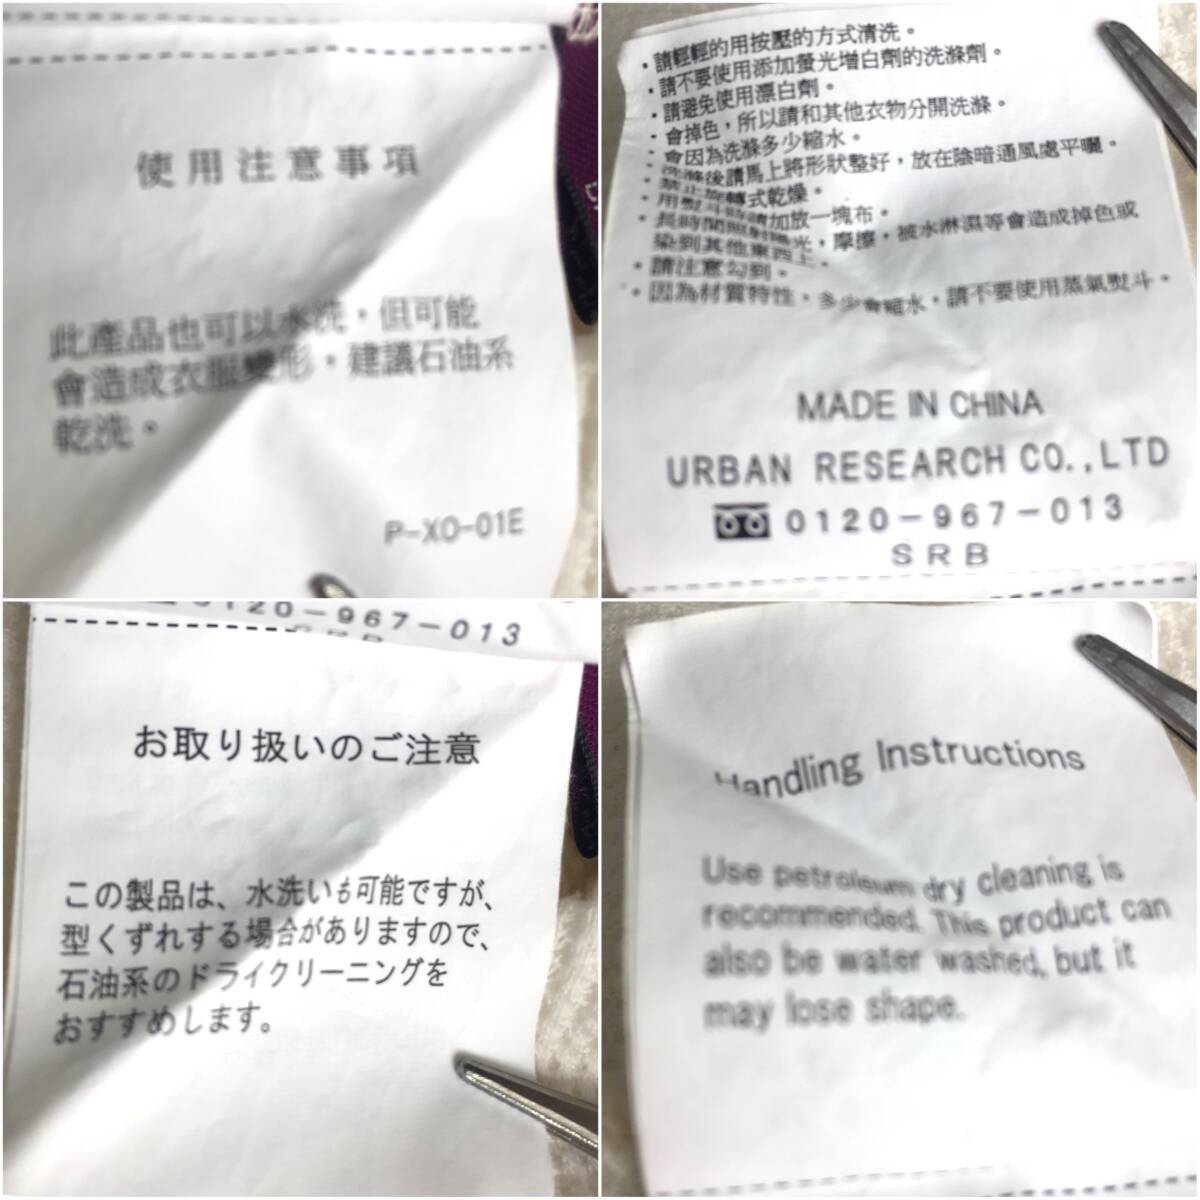 使用注意事項
此產品也可以水洗，但可能
會造成衣服變形，建議石油系
乾洗。
P-XO-01E
・請輕輕的用按壓的方式清洗。
・請不要使用添加螢光增白劑的洗滌劑。
・請避免使用漂白劑。
・會掉色，所以請和其他衣物分開洗滌。
・會因為洗滌多少縮水。
・洗滌後請馬上將形狀整好，放在陰暗通風處平曬。
・禁止旋轉式乾燥。
・用熨斗時請加放一塊布。
・長時間照射陽光，摩擦，被水淋濕等會造成掉色或
染到其他東西上。
・請注意勾到。
・因為材質特性，多少會縮水，請不要使用蒸氣熨斗。
MADE IN CHINA
URBAN RESEARCH CO.,LTD
0120-967-013
SRB
0120-967-013
SRB
お取り扱いのご注意
この製品は、水洗いも可能ですが、
型くずれする場合がありますので、
石油系のドライクリーニングを
おすすめします。
Handling Instructions
Use petroleum dry cleaning is
recommended. This product can
also be water washed, but it
may lose shape.